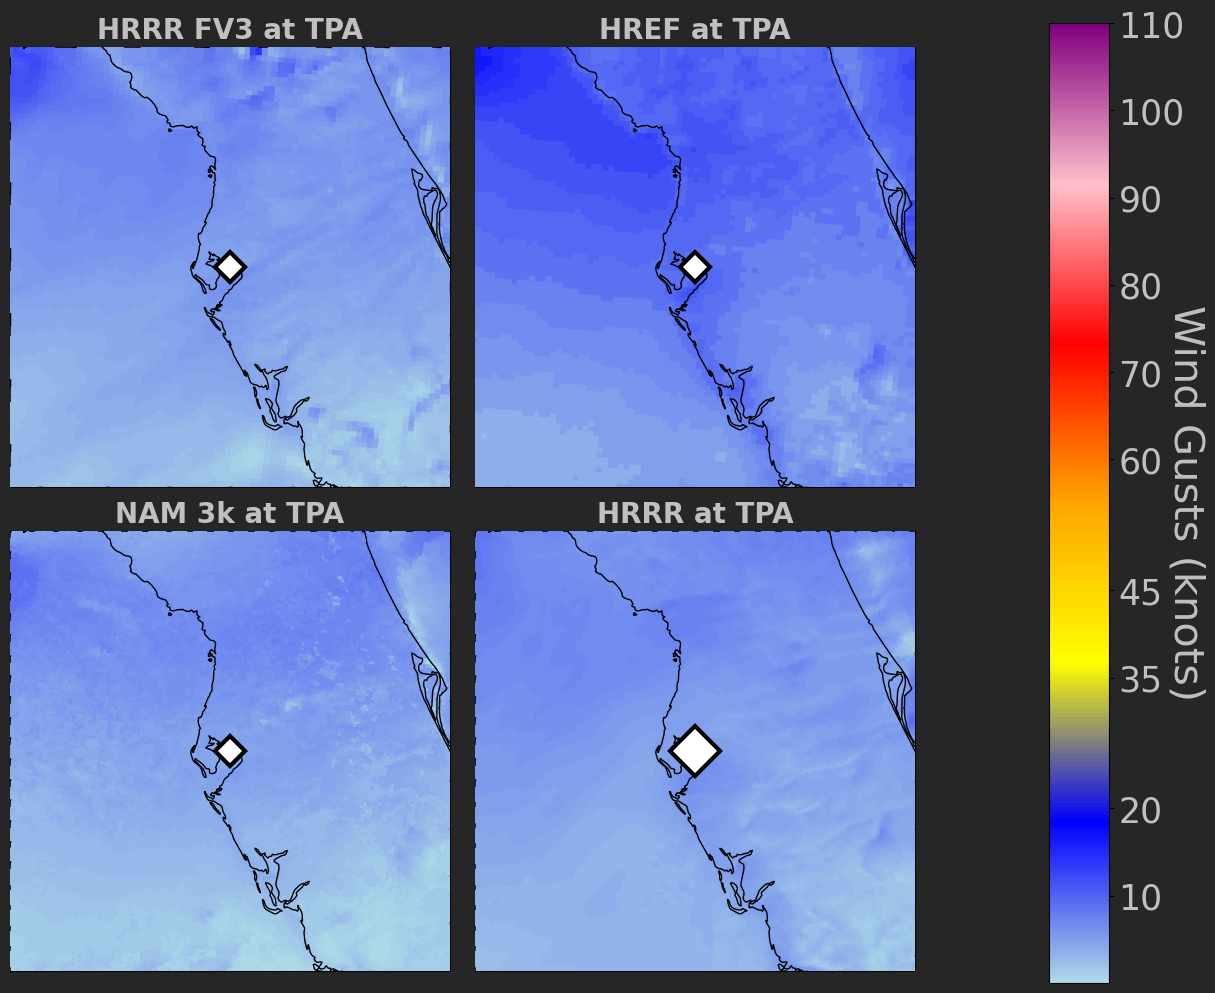 HRRR FV3 at TPA
HREF at TPA
NAM 3k at TPA
HRRR at TPA
110
100
90
80
70
60
45
35
20
10
Wind Gusts (knots)